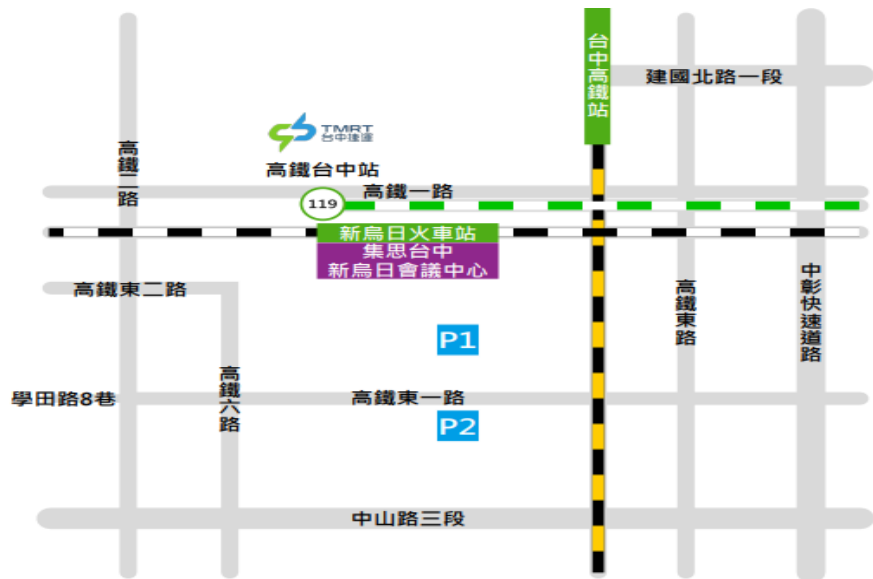 台中高鐵站
建國北路一段
TMRT
台中捷運
高鐵二路
高鐵台中站
高鐵一路
119
新烏日火車站
集思台中
新烏日會議中心
高鐵東二路
高鐵東路
中彰快速道路
P1
高鐵六路
學田路8巷
高鐵東一路
P2
中山路三段